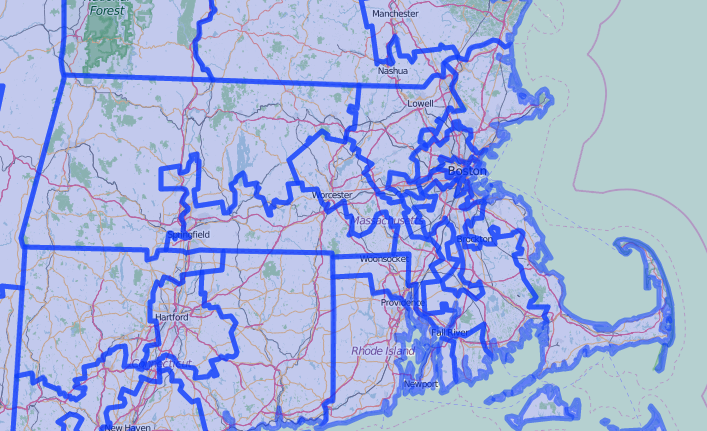 Forest
Manchester
Nashua
Lowell
Boston
Worcester
Massachusetts
Springfield
Brockton
Woonsocket
Providence
Hartford
Fall River
Rhode Island
Connecticut
Newport
New Haven